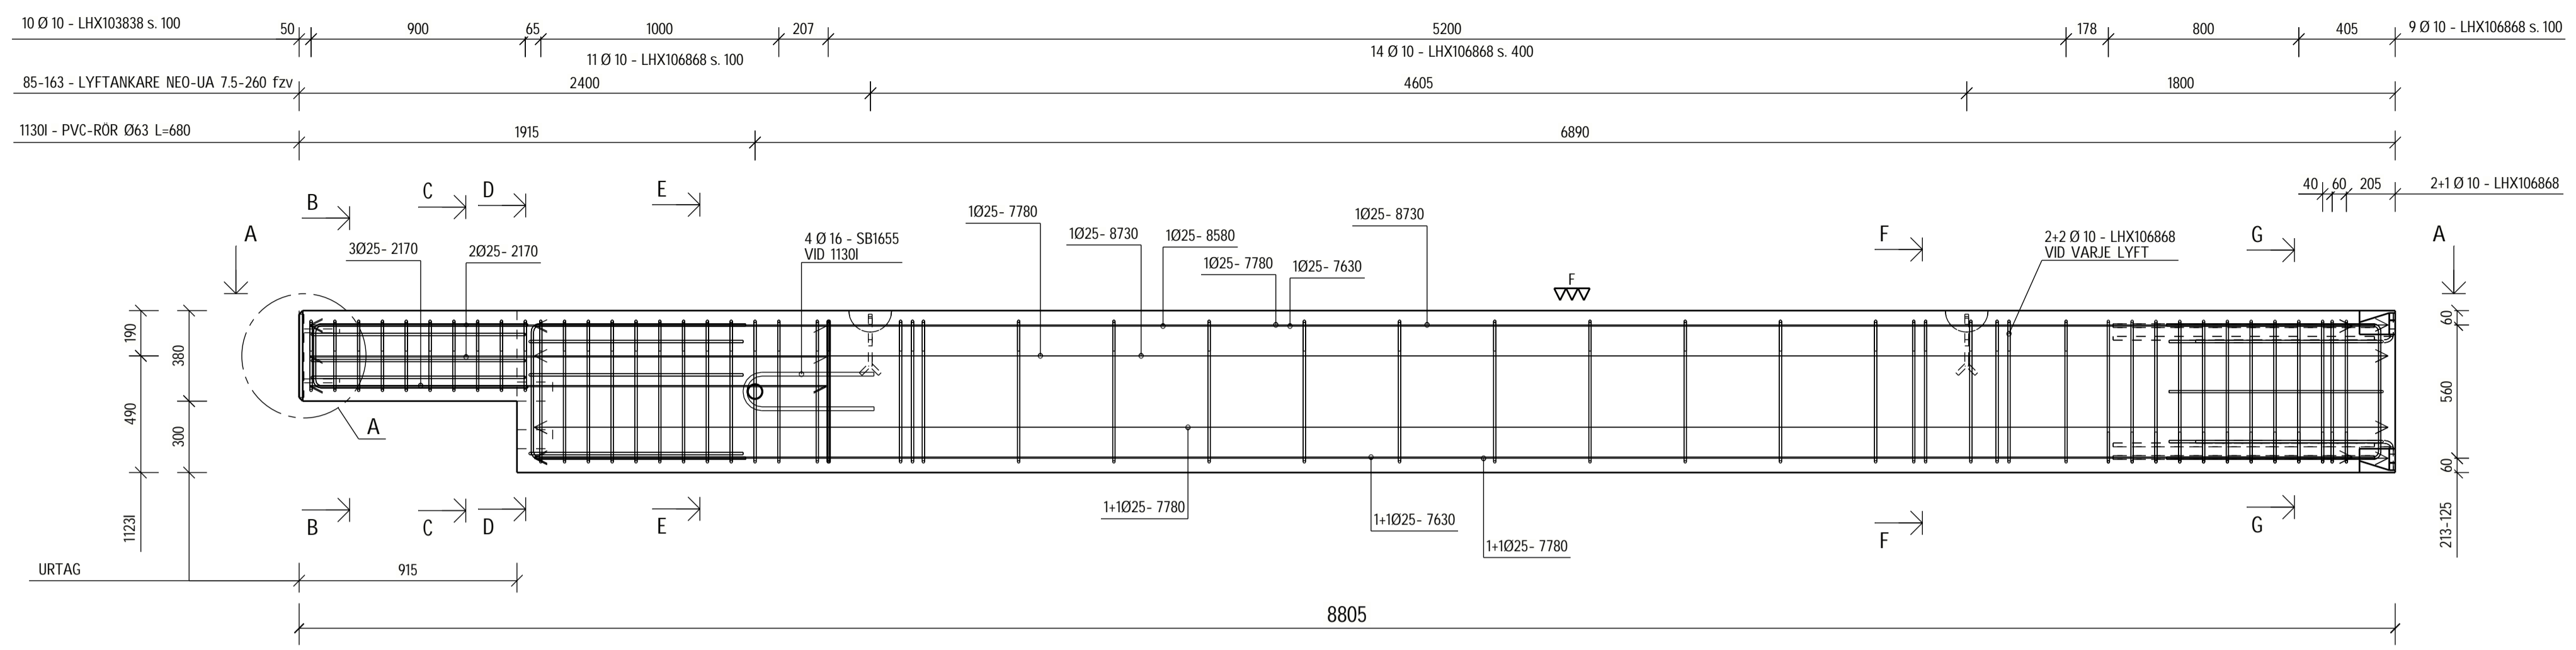 10 Ø 10 - LHX103838 s. 100
50 900 65 1000 207 5200 178 800 405
9 Ø 10 - LHX106868 s. 100
11 Ø 10 - LHX106868 s. 100
14 Ø 10 - LHX106868 s. 400
85-163 - LYFTANKARE NEO-UA 7.5-260 fzv
2400 4605 1800
1130I - PVC-RÖR Ø63 L=680
1915 6890
40 60 205
2+1 Ø 10 - LHX106868
B C D E
A
3Ø25- 2170
2Ø25- 2170
4 Ø 16 - SB1655
VID 1130I
1Ø25- 7780
1Ø25- 8730
1Ø25- 8580
1Ø25- 7780
1Ø25- 7630
1Ø25- 8730
F
F
2+2 Ø 10 - LHX106868
VID VARJE LYFT
G
A
190
490
1123I
380
300
A
60
560
60
213-125
1+1Ø25- 7780
1+1Ø25- 7630
1+1Ø25- 7780
B C D E F G
URTAG
915
8805